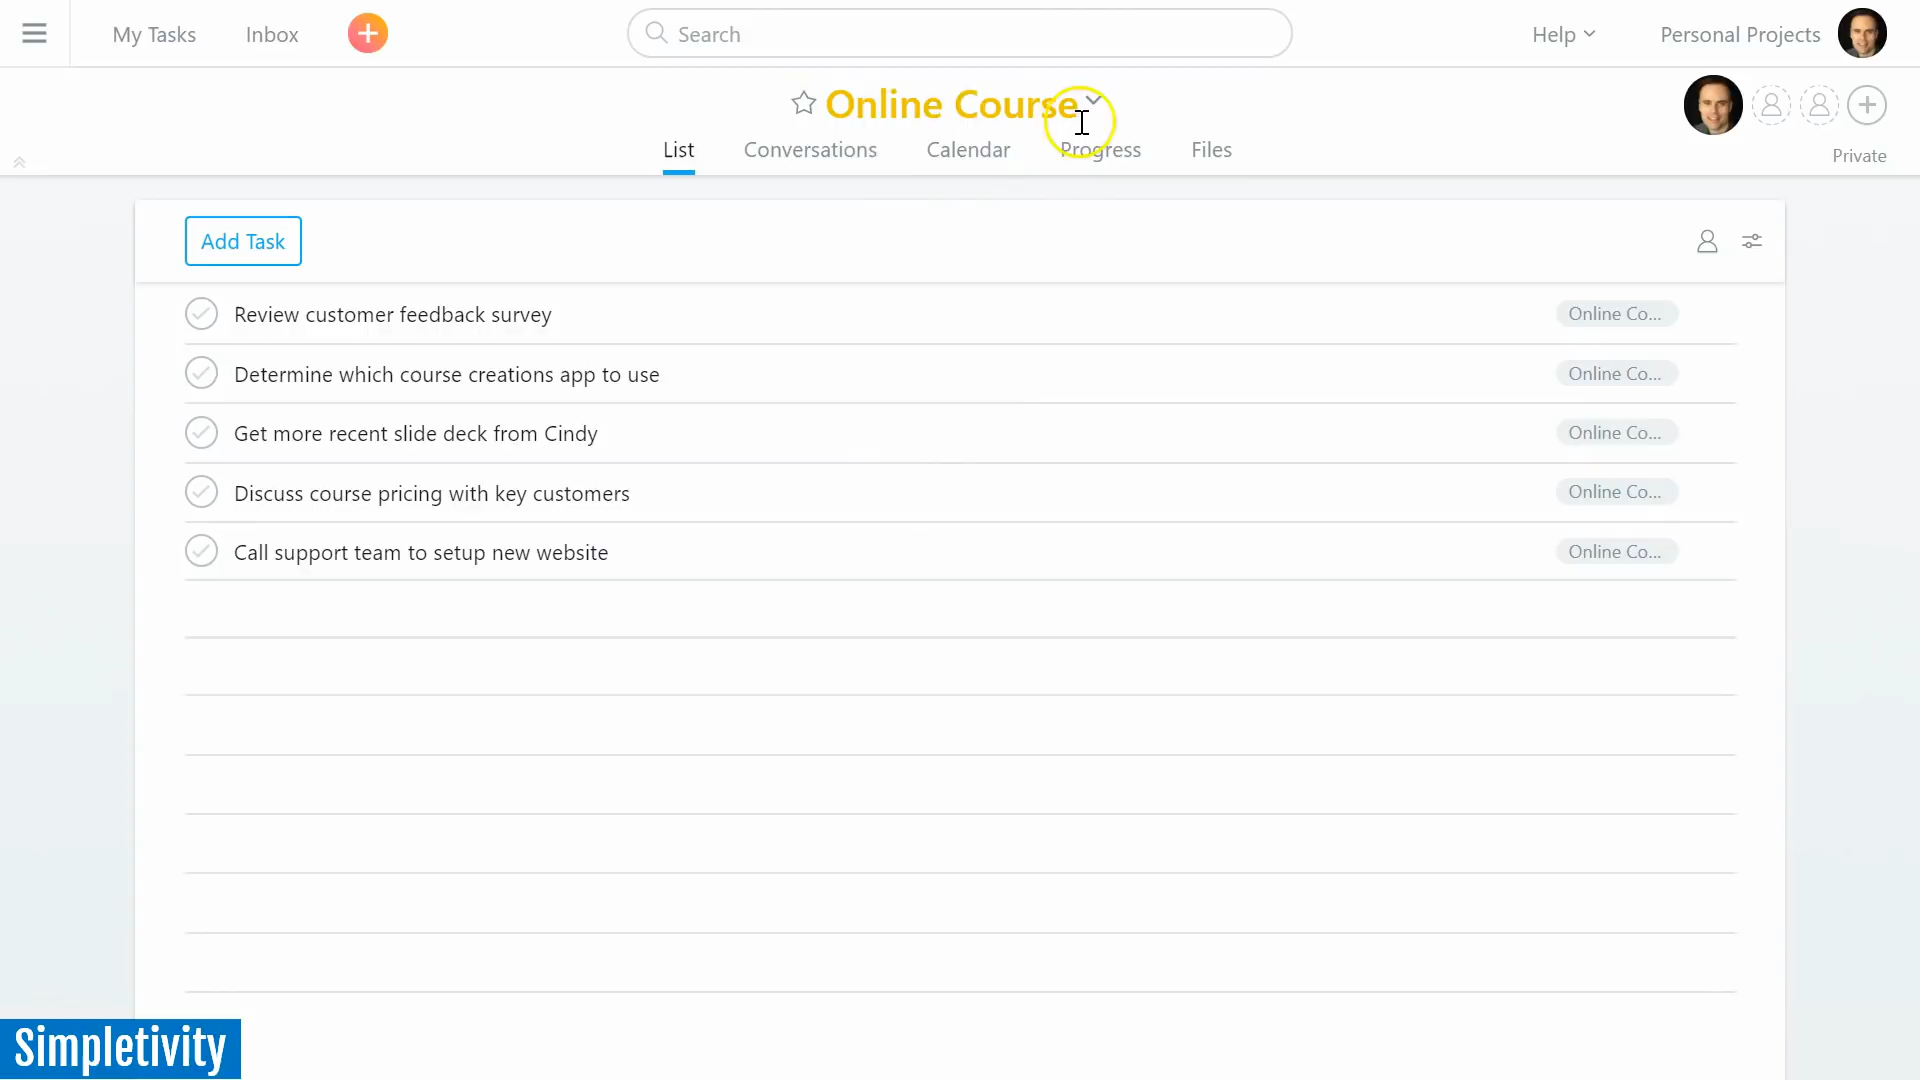 My Tasks
Inbox
Search
Help
Personal Projects
Online Course
List
Conversations
Calendar
Progress
Files
Private
Add Task
Review customer feedback survey
Online Co...
Determine which course creations app to use
Online Co...
Get more recent slide deck from Cindy
Online Co...
Discuss course pricing with key customers
Online Co...
Call support team to setup new website
Online Co...
Simpletivity